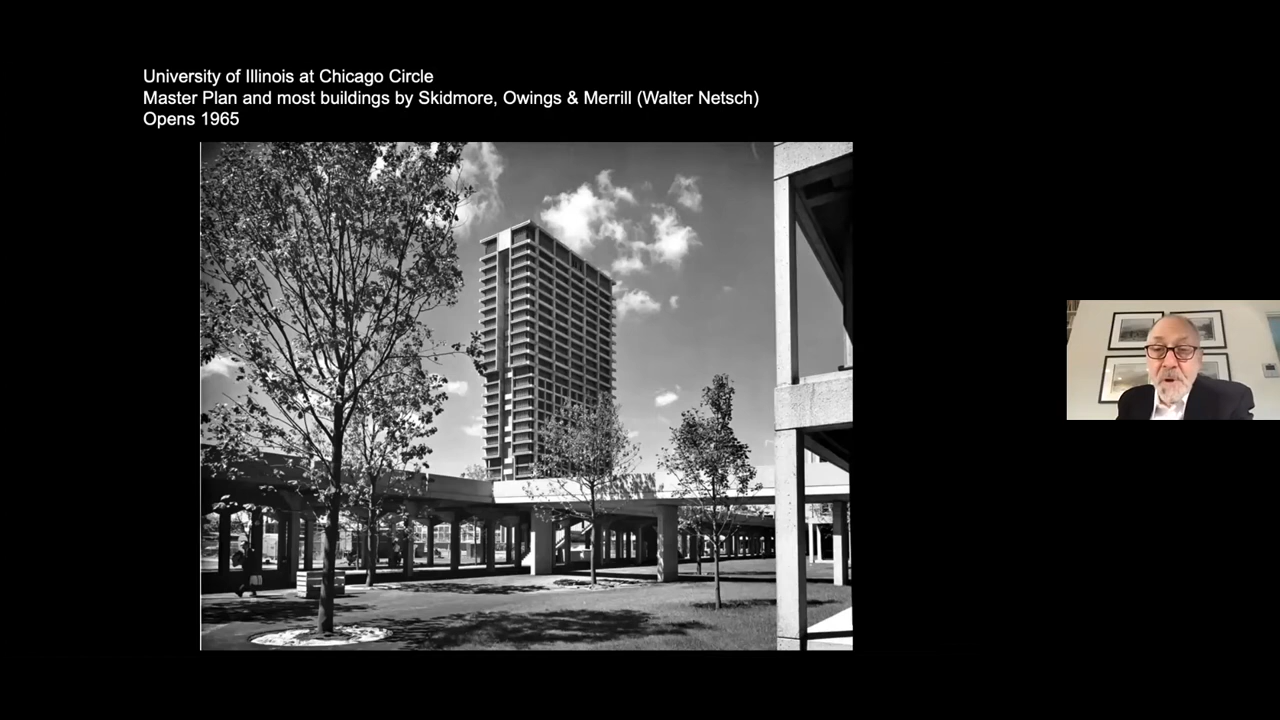 University of Illinois at Chicago Circle
Master Plan and most buildings by Skidmore, Owings & Merrill (Walter Netsch)
Opens 1965